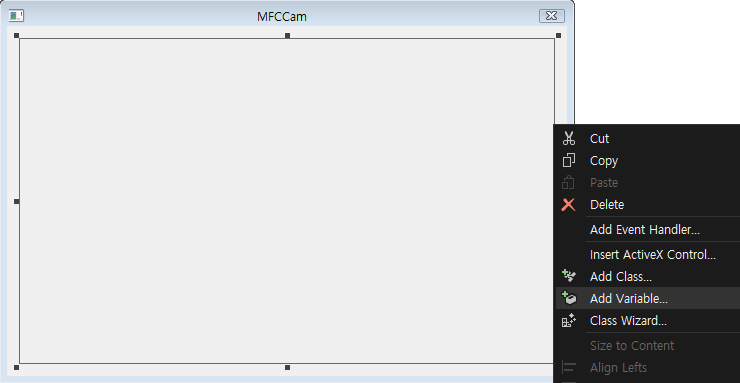 MFCCam
Cut
Copy
Paste
Delete
Add Event Handler...
Insert ActiveX Control...
Add Class...
Add Variable...
Class Wizard...
Size to Content
Align Lefts